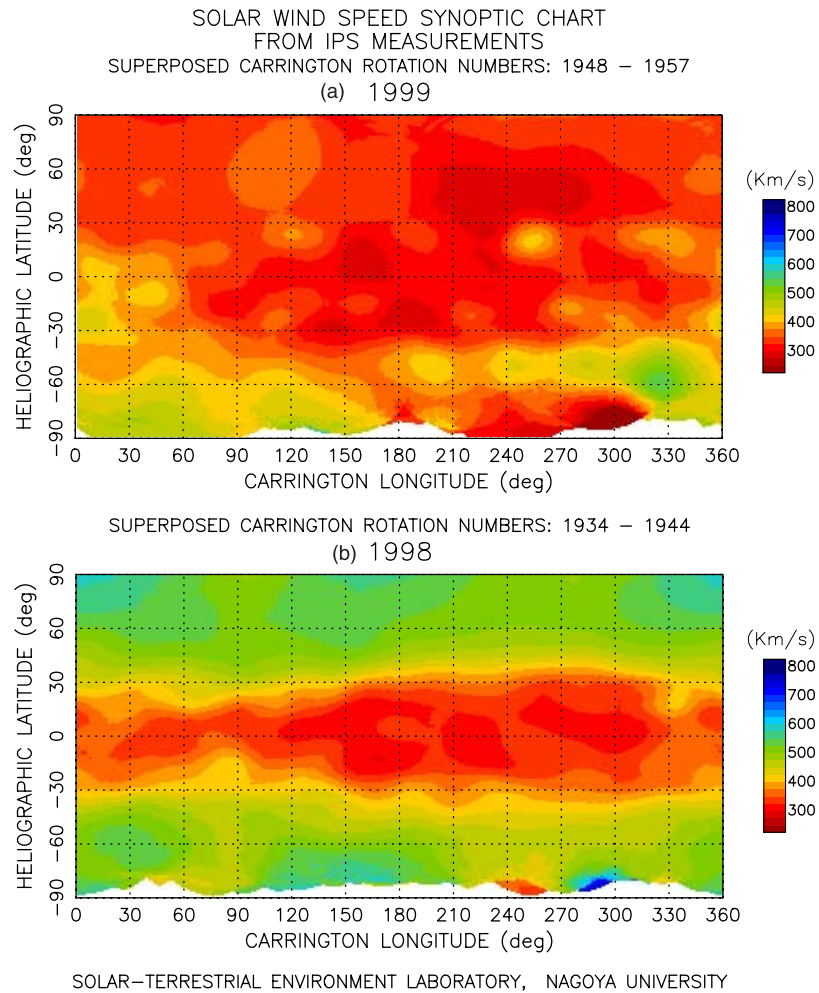 SOLAR WIND SPEED SYNOPTIC CHART
FROM IPS MEASUREMENTS
SUPERPOSED CARRINGTON ROTATION NUMBERS: 1948 – 1957
(a) 1999
HELIOGRAPHIC LATITUDE (deg)
90
60
30
0
−30
−60
−90
0 30 60 90 120 150 180 210 240 270 300 330 360
CARRINGTON LONGITUDE (deg)
(Km/s)
800
700
600
500
400
300
SUPERPOSED CARRINGTON ROTATION NUMBERS: 1934 – 1944
(b) 1998
HELIOGRAPHIC LATITUDE (deg)
90
60
30
0
−30
−60
−90
0 30 60 90 120 150 180 210 240 270 300 330 360
CARRINGTON LONGITUDE (deg)
(Km/s)
800
700
600
500
400
300
SOLAR−TERRESTRIAL ENVIRONMENT LABORATORY, NAGOYA UNIVERSITY